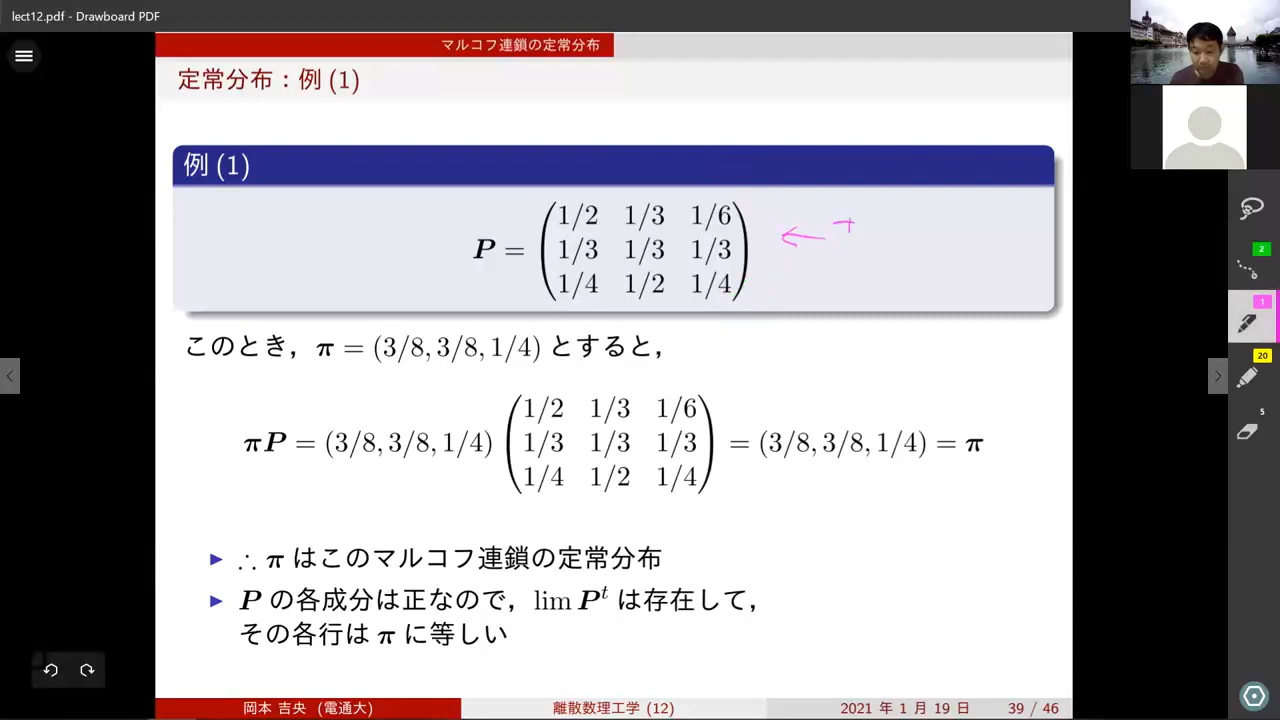 lect12.pdf - Drawboard PDF
マルコフ連鎖の定常分布
定常分布：例 (1)
例 (1)
P = (1/2 1/3 1/6
1/3 1/3 1/3
1/4 1/2 1/4)
このとき，π = (3/8, 3/8, 1/4) とすると，
πP = (3/8, 3/8, 1/4) (1/2 1/3 1/6
1/3 1/3 1/3
1/4 1/2 1/4) = (3/8, 3/8, 1/4) = π
▶ ∴ π はこのマルコフ連鎖の定常分布
▶ P の各成分は正なので，lim P^t は存在して，
その各行は π に等しい
岡本 吉央 (電通大) 離散数理工学 (12) 2021 年 1 月 19 日 39 / 46
2
1
20
5